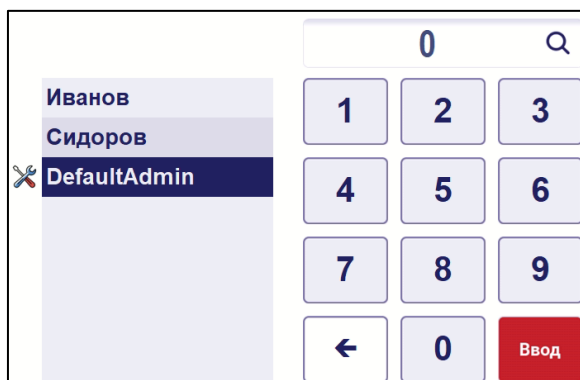 0
Иванов
Сидоров
DefaultAdmin
1 2 3
4 5 6
7 8 9
0 Ввод